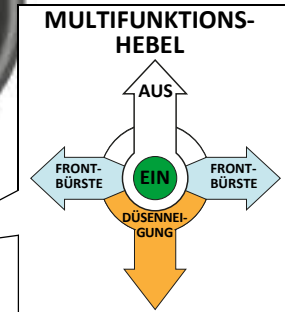 MULTIFUNKTIONS-
HEBEL
AUS
FRONT-
BÜRSTE
EIN
FRONT-
BÜRSTE
DÜSENNEI-
GUNG